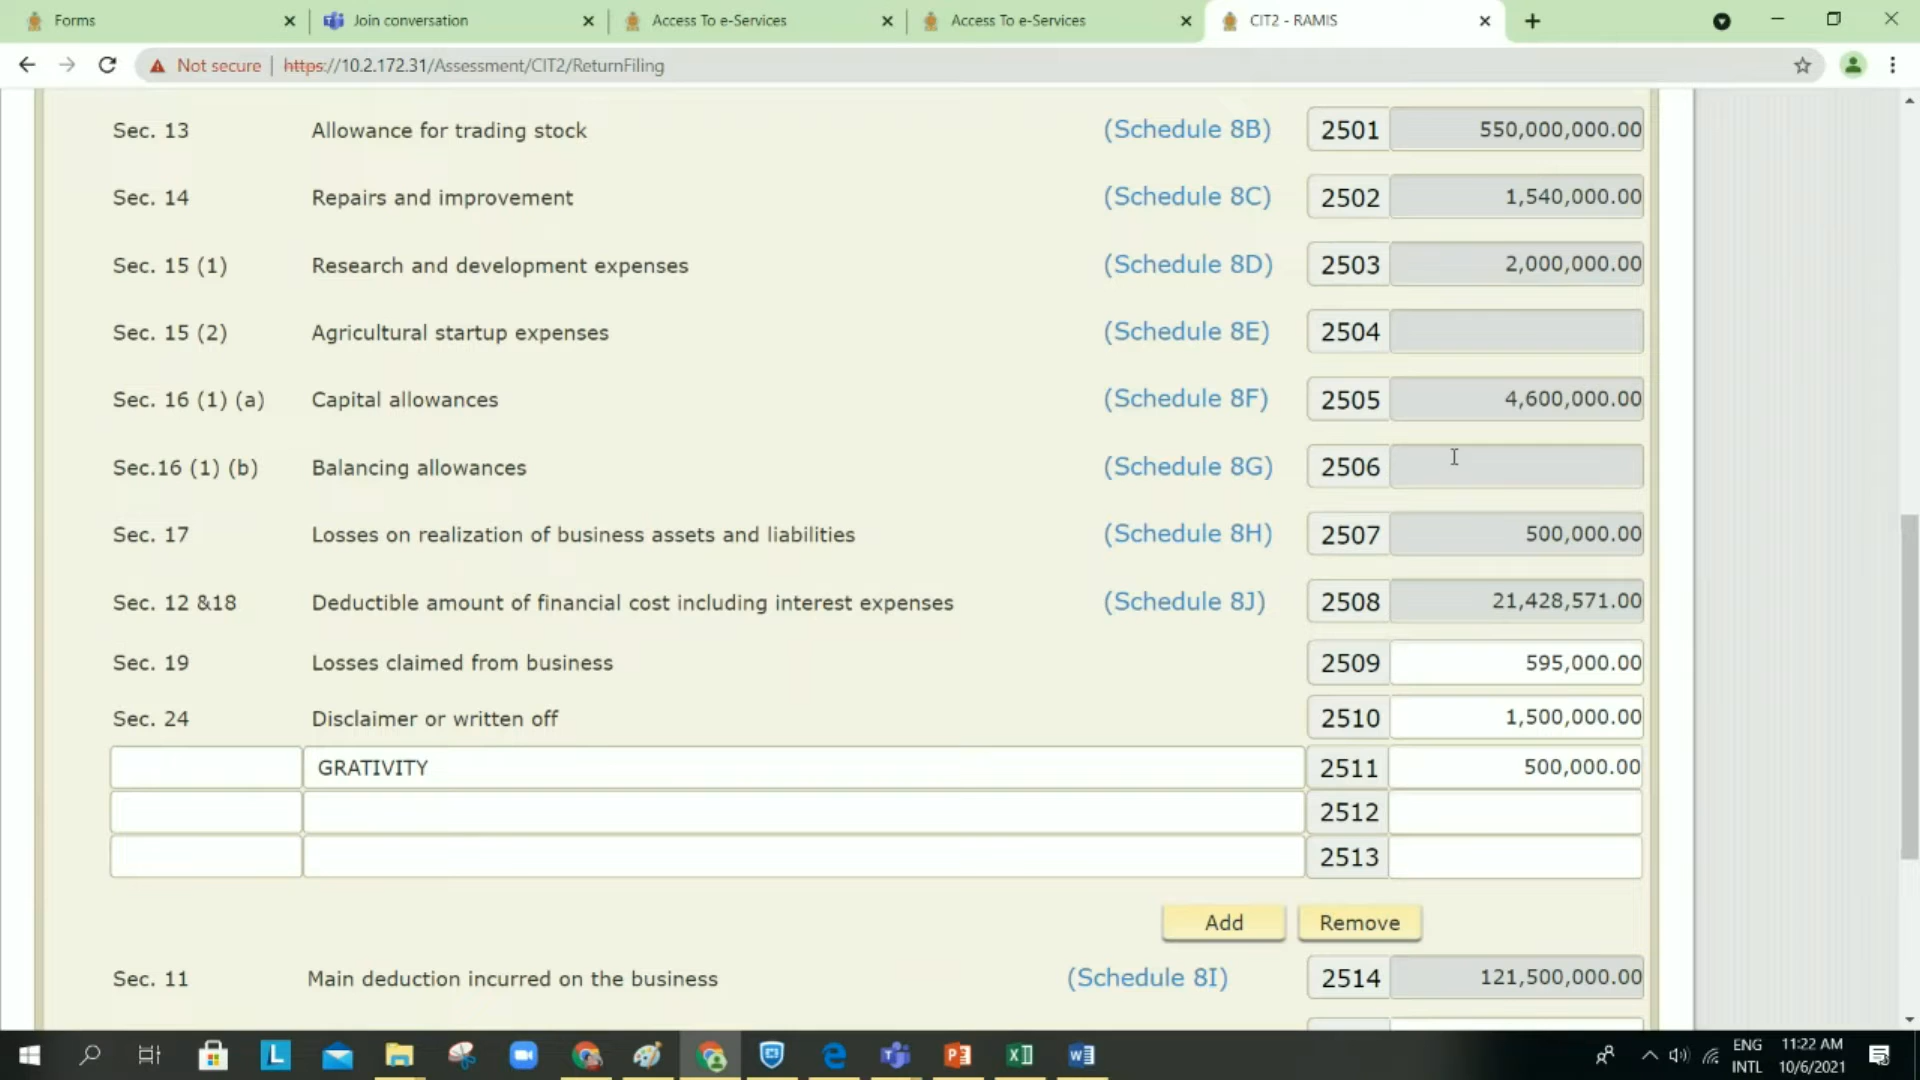 Forms
Join conversation
Access To e-Services
Access To e-Services
CIT2 - RAMIS
Not secure | https://10.2.172.31/Assessment/CIT2/ReturnFiling
Sec. 13 Allowance for trading stock (Schedule 8B) 2501 550,000,000.00
Sec. 14 Repairs and improvement (Schedule 8C) 2502 1,540,000.00
Sec. 15 (1) Research and development expenses (Schedule 8D) 2503 2,000,000.00
Sec. 15 (2) Agricultural startup expenses (Schedule 8E) 2504
Sec. 16 (1) (a) Capital allowances (Schedule 8F) 2505 4,600,000.00
Sec.16 (1) (b) Balancing allowances (Schedule 8G) 2506
Sec. 17 Losses on realization of business assets and liabilities (Schedule 8H) 2507 500,000.00
Sec. 12 &18 Deductible amount of financial cost including interest expenses (Schedule 8J) 2508 21,428,571.00
Sec. 19 Losses claimed from business 2509 595,000.00
Sec. 24 Disclaimer or written off 2510 1,500,000.00
GRATIVITY 2511 500,000.00
2512
2513
Add Remove
Sec. 11 Main deduction incurred on the business (Schedule 8I) 2514 121,500,000.00
ENG 11:22 AM
INTL 10/6/2021